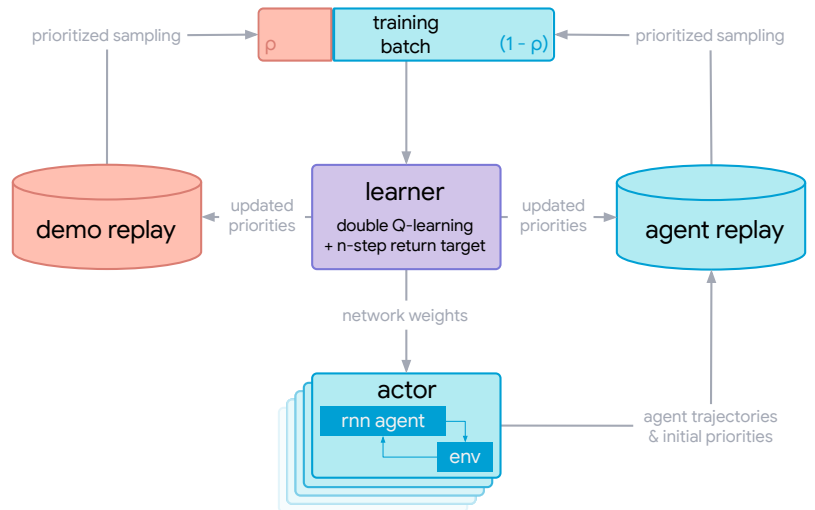 prioritized sampling
training
batch
ρ
(1 - ρ)
prioritized sampling
demo replay
updated
priorities
learner
double Q-learning
+ n-step return target
updated
priorities
agent replay
network weights
actor
rnn agent
env
agent trajectories
& initial priorities